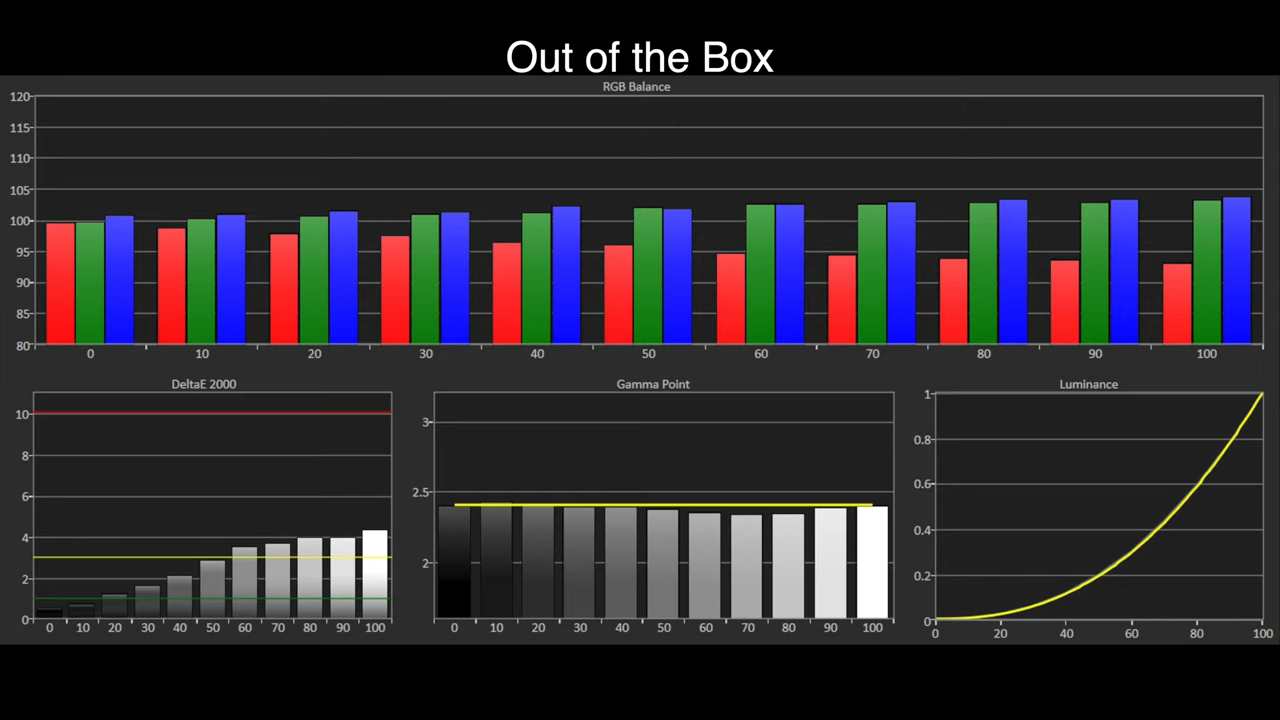 Out of the Box
RGB Balance
120
115
110
105
100
95
90
85
80
0 10 20 30 40 50 60 70 80 90 100
DeltaE 2000
10
8
6
4
2
0
0 10 20 30 40 50 60 70 80 90 100
Gamma Point
3
2.5
2
0 10 20 30 40 50 60 70 80 90 100
Luminance
1
0.8
0.6
0.4
0.2
0
0 20 40 60 80 100